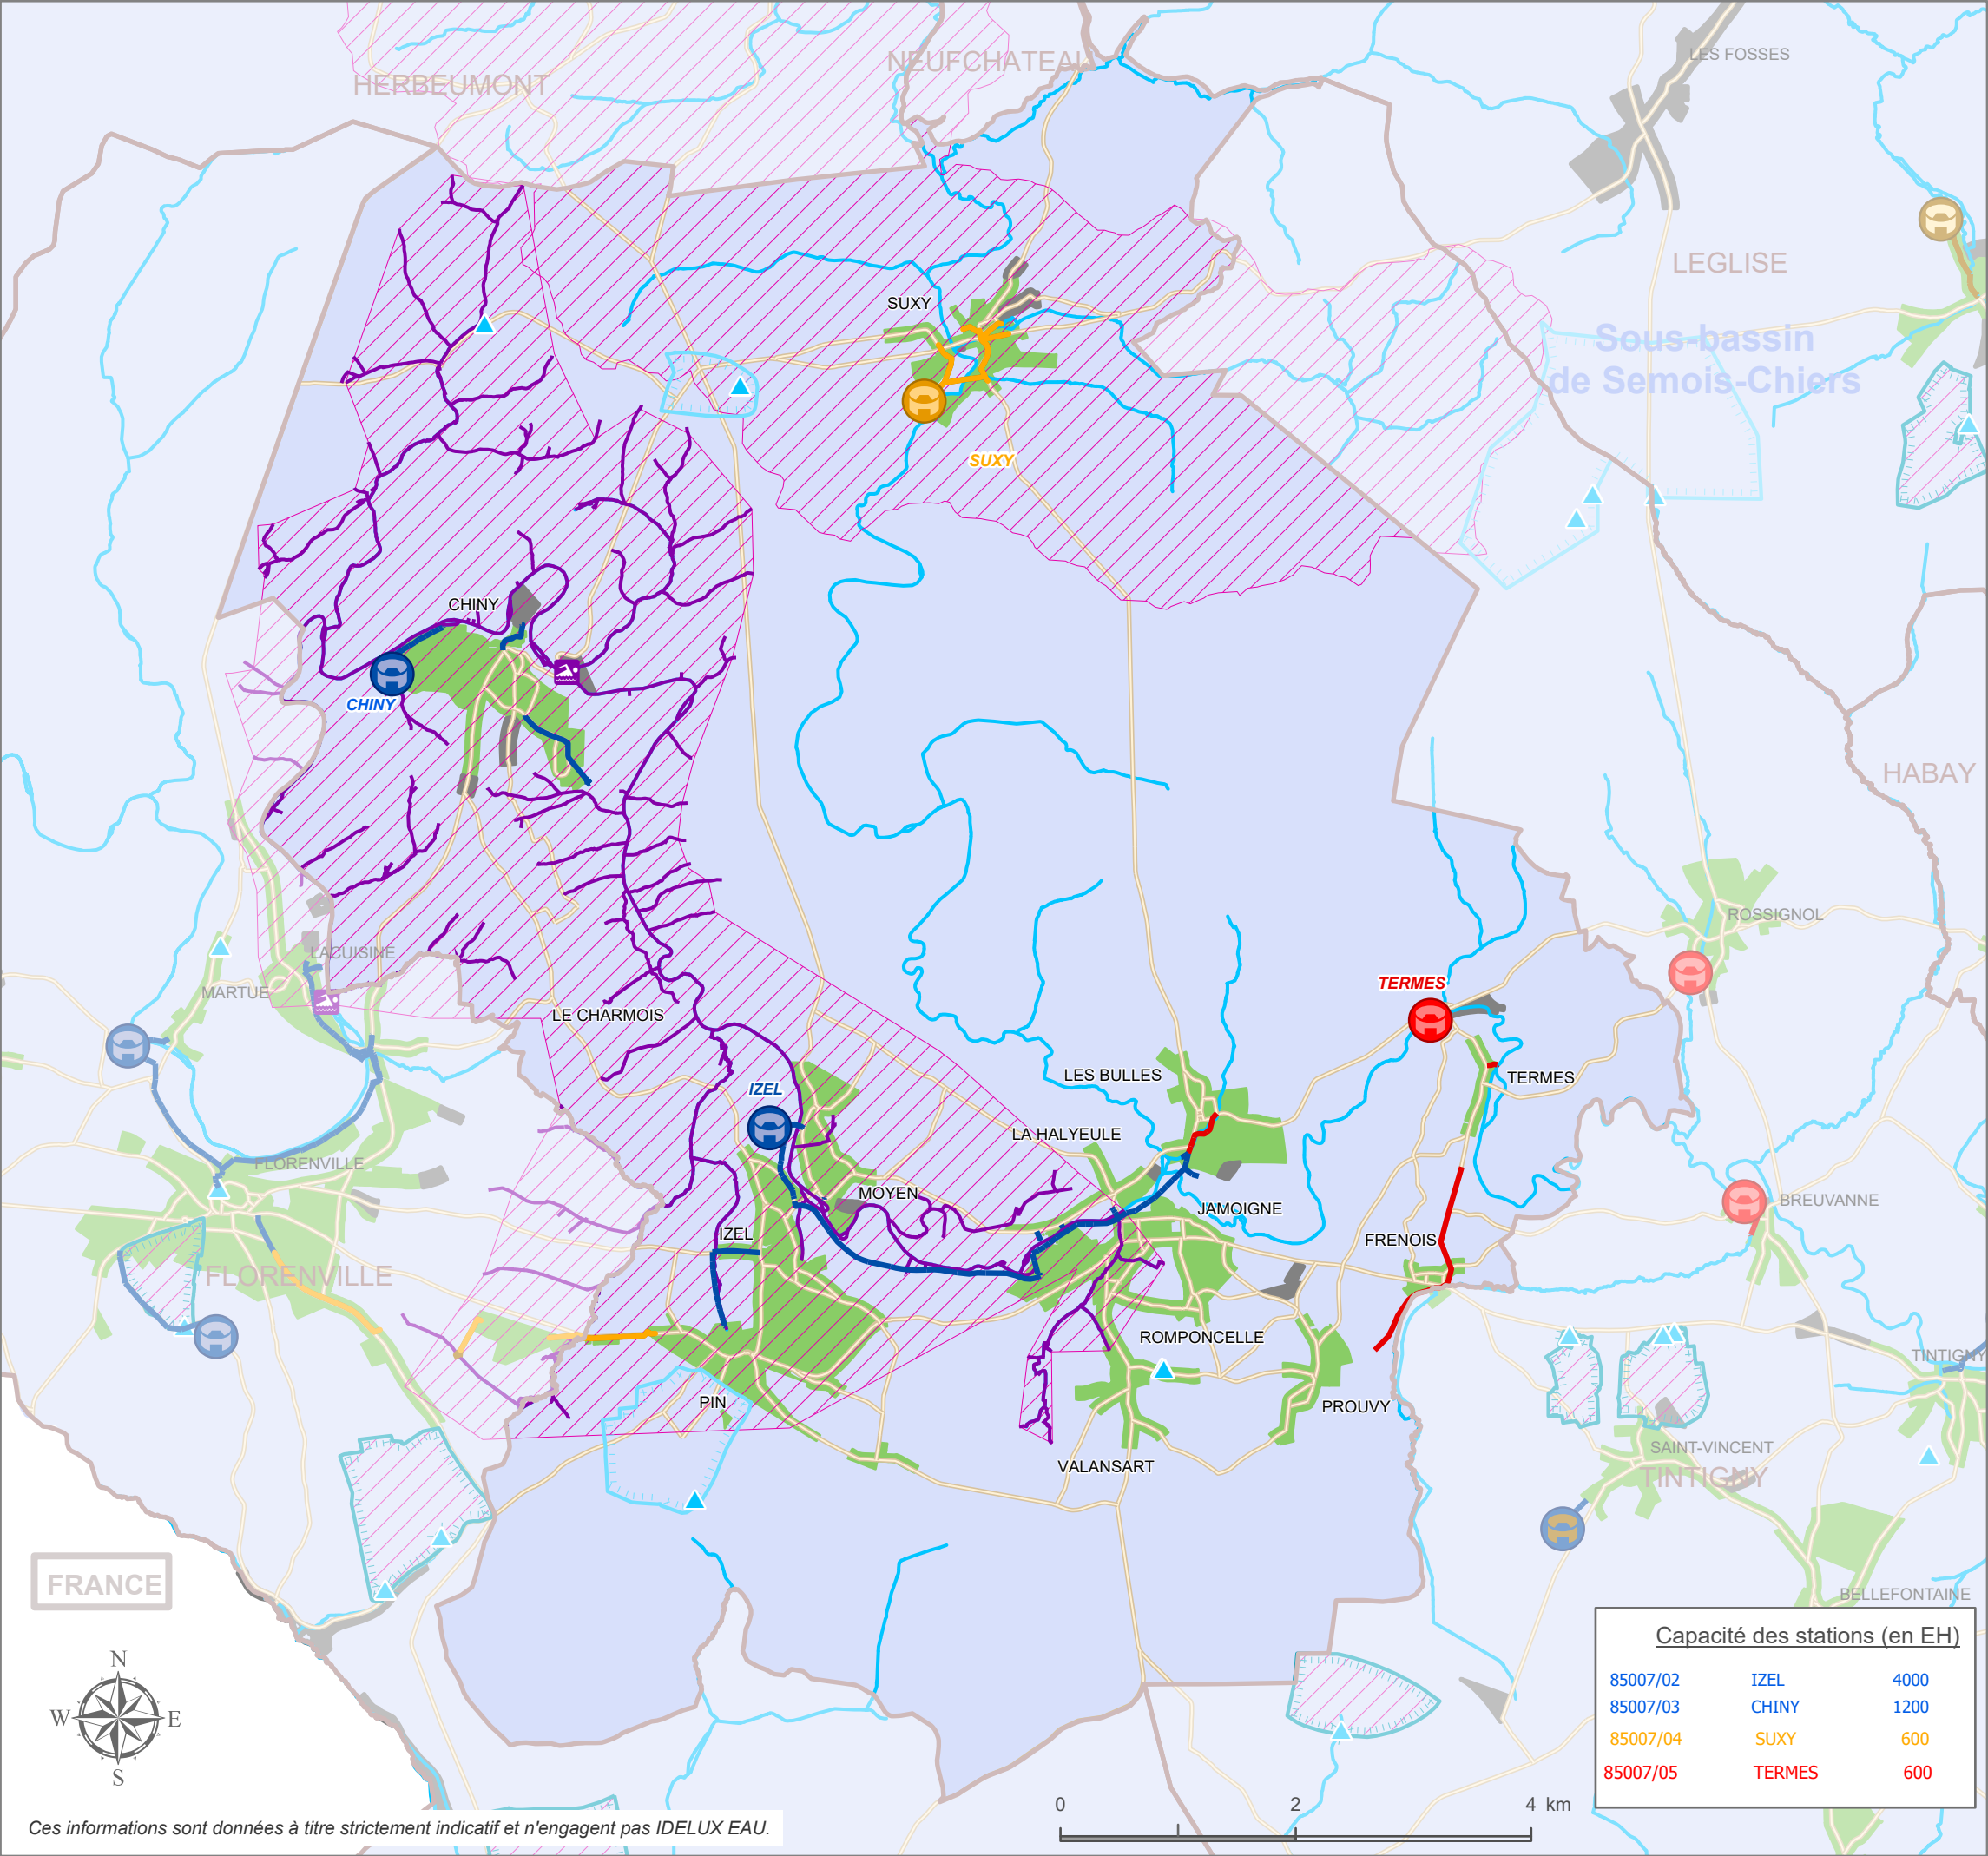 LES FOSSES
NEUFCHATEAU
HERBEUMONT
LEGLISE
SUXY
Sous-bassin
de Semois-Chiers
SUXY
CHINY
CHINY
HABAY
ROSSIGNOL
LACUISINE
MARTUE
TERMES
LE CHARMOIS
LES BULLES
TERMES
IZEL
LA HALYEULE
FLORENVILLE
MOYEN
BREUVANNE
JAMOIGNE
IZEL
FRENOIS
FLORENVILLE
ROMPONCELLE
TINTIGNY
PIN
PROUVY
SAINT-VINCENT
VALANSART
TINTIGNY
FRANCE
BELLEFONTAINE
Capacité des stations (en EH)
85007/02 IZEL 4000
85007/03 CHINY 1200
85007/04 SUXY 600
85007/05 TERMES 600
N
W E
S
0 2 4 km
Ces informations sont données à titre strictement indicatif et n'engagent pas IDELUX EAU.